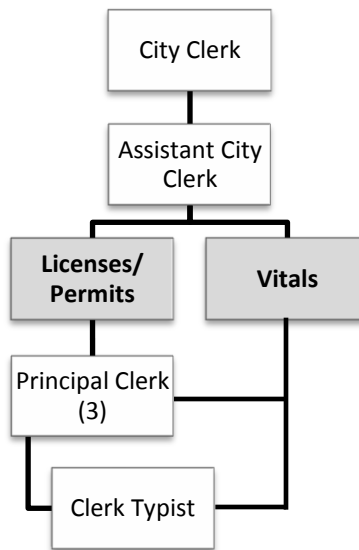 City Clerk
Assistant City
Clerk
Licenses/
Permits
Vitals
Principal Clerk
(3)
Clerk Typist